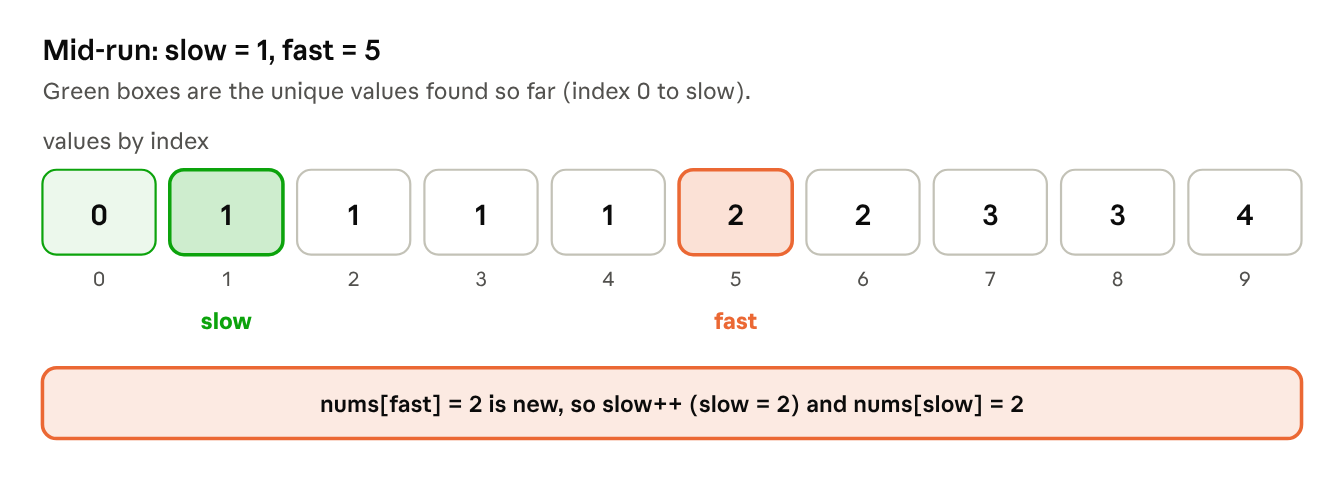 Mid-run: slow = 1, fast = 5
Green boxes are the unique values found so far (index 0 to slow).
values by index
0 1 1 1 1 2 2 3 3 4
0 1 2 3 4 5 6 7 8 9
slow fast
nums[fast] = 2 is new, so slow++ (slow = 2) and nums[slow] = 2